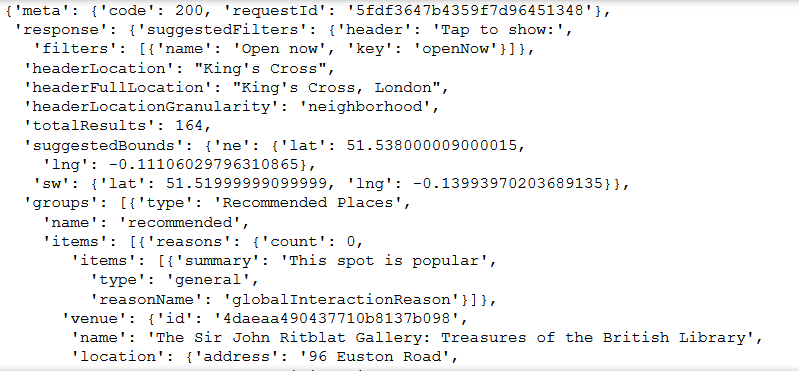 {'meta': {'code': 200, 'requestId': '5fdf3647b4359f7d96451348'},
'response': {'suggestedFilters': {'header': 'Tap to show:',
'filters': [{'name': 'Open now', 'key': 'openNow'}]},
'headerLocation': "King's Cross",
'headerFullLocation': "King's Cross, London",
'headerLocationGranularity': 'neighborhood',
'totalResults': 164,
'suggestedBounds': {'ne': {'lat': 51.538000009000015,
'lng': -0.11106029796310865},
'sw': {'lat': 51.51999999099999, 'lng': -0.13993970203689135}},
'groups': [{'type': 'Recommended Places',
'name': 'recommended',
'items': [{'reasons': {'count': 0,
'items': [{'summary': 'This spot is popular',
'type': 'general',
'reasonName': 'globalInteractionReason'}]},
'venue': {'id': '4daeaa490437710b8137b098',
'name': 'The Sir John Ritblat Gallery: Treasures of the British Library',
'location': {'address': '96 Euston Road',